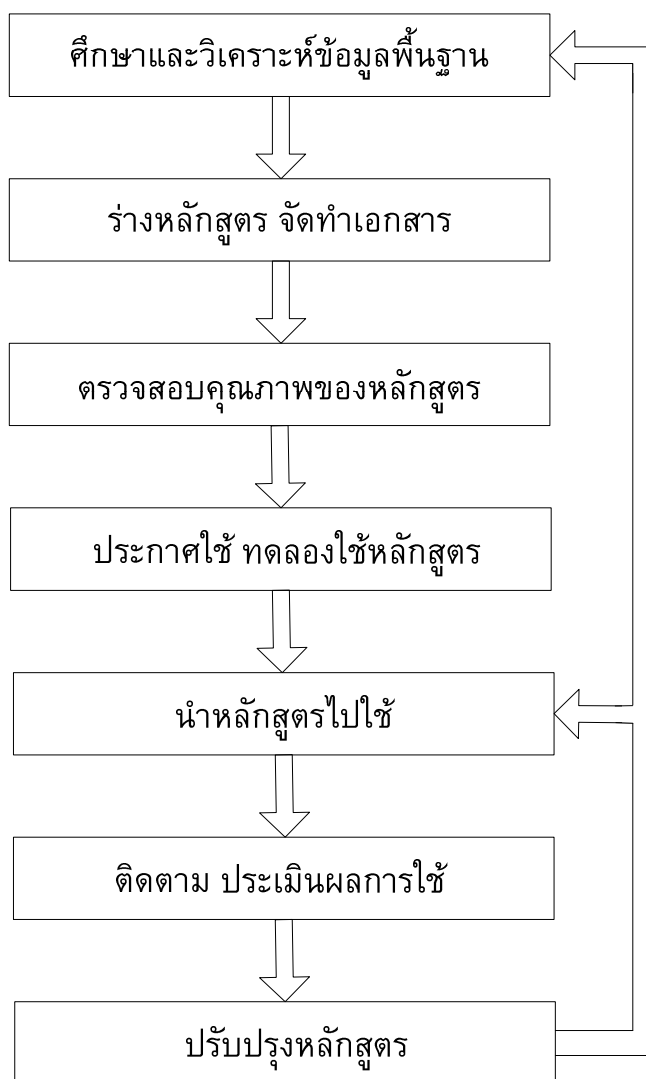 ศึกษาและวิเคราะห์ข้อมูลพื้นฐาน
ร่างหลักสูตร จัดทำเอกสาร
ตรวจสอบคุณภาพของหลักสูตร
ประกาศใช้ ทดลองใช้หลักสูตร
นำหลักสูตรไปใช้
ติดตาม ประเมินผลการใช้
ปรับปรุงหลักสูตร